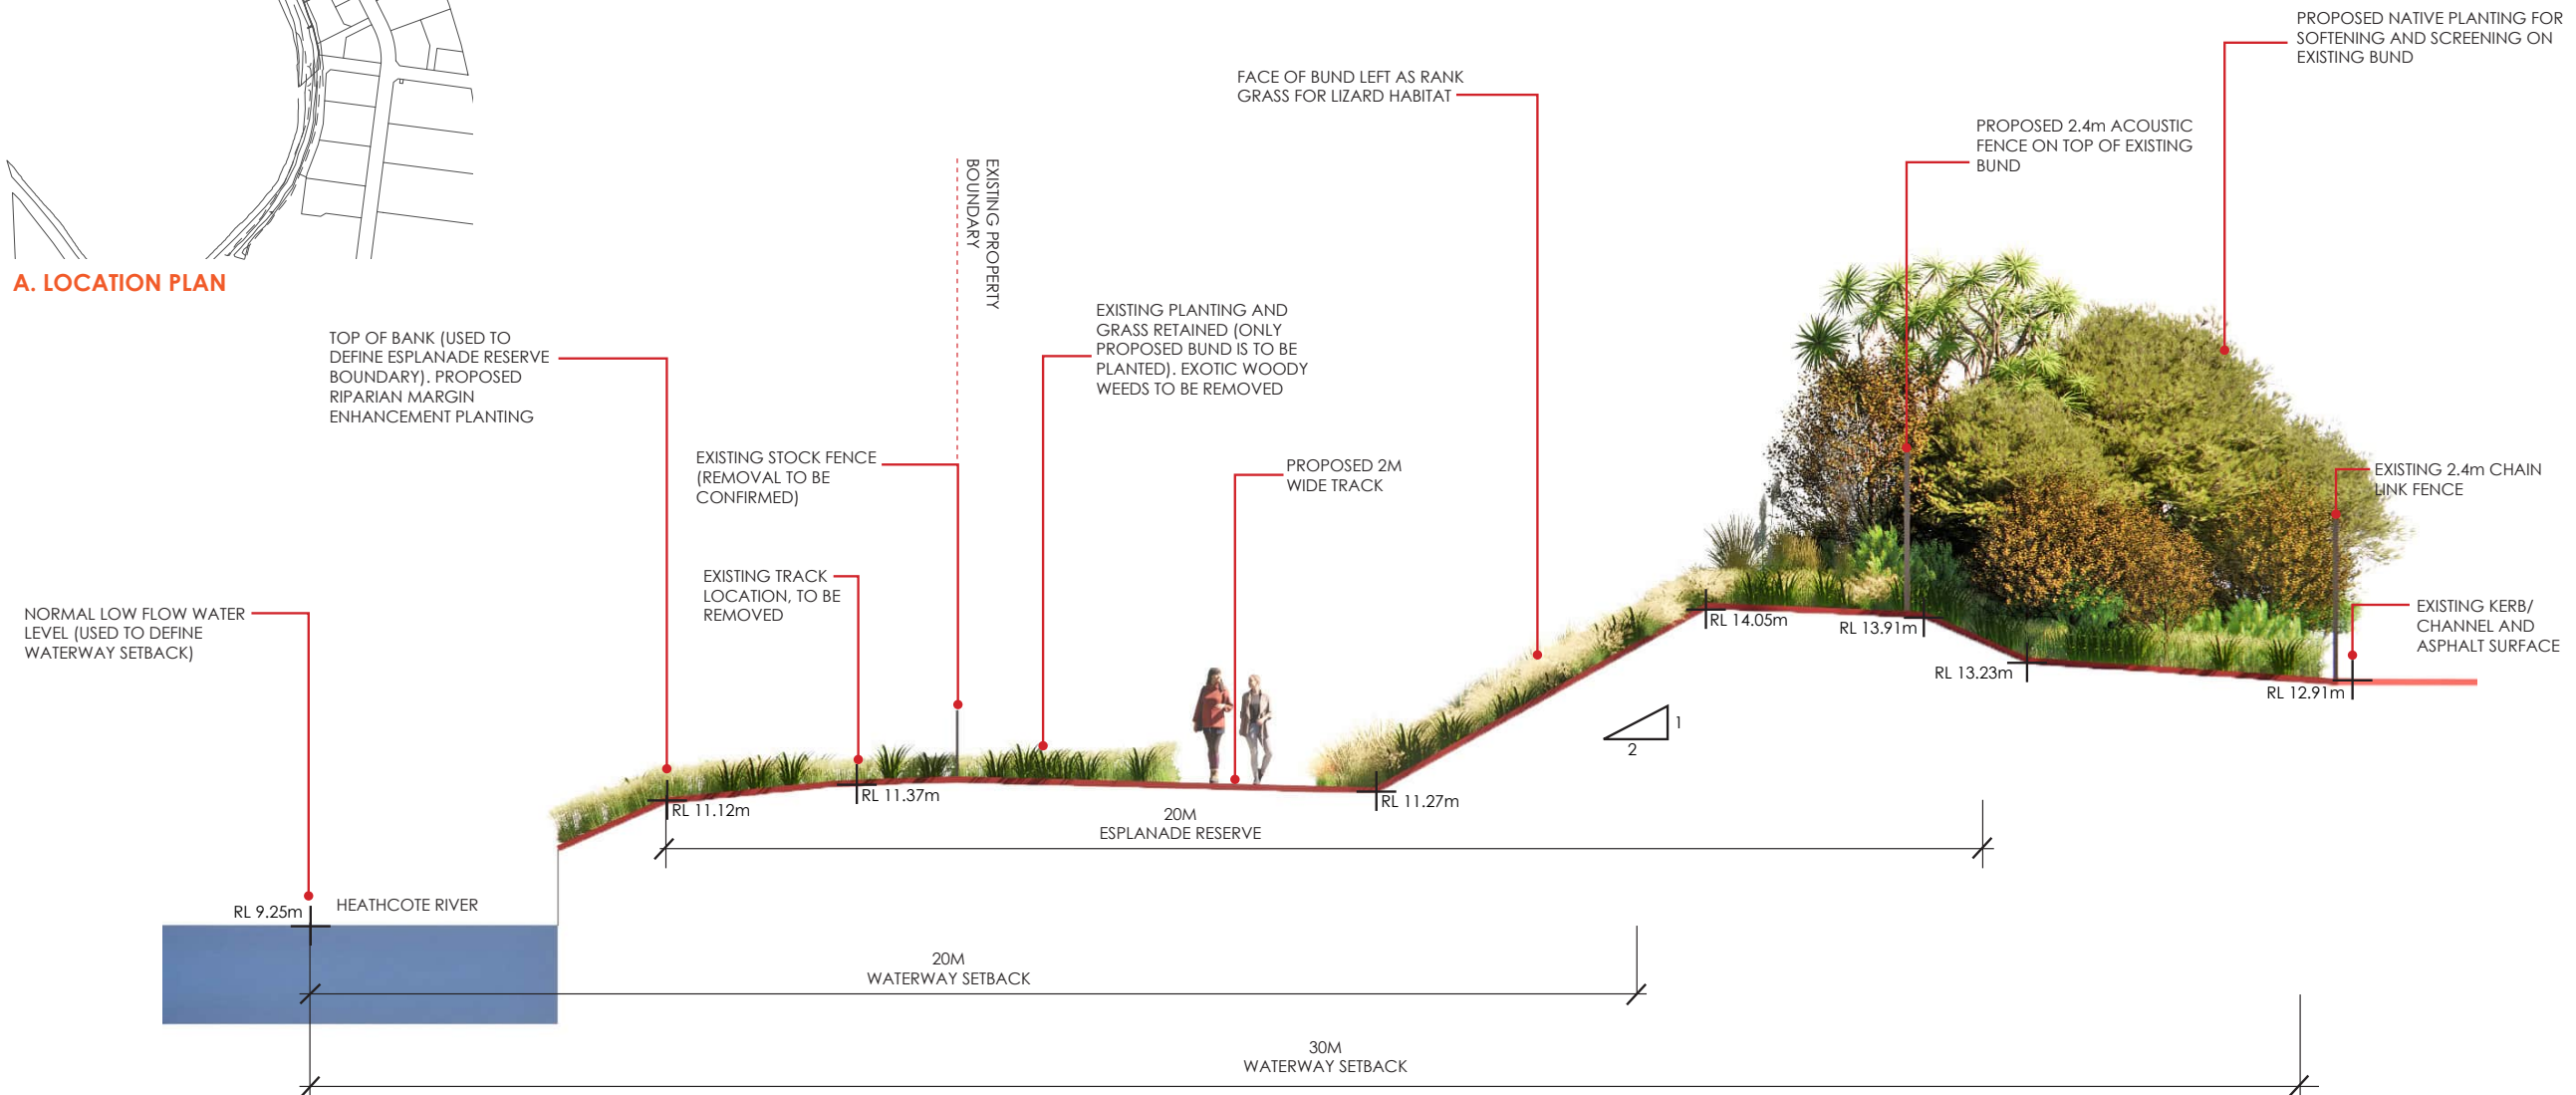 PROPOSED NATIVE PLANTING FOR
SOFTENING AND SCREENING ON
EXISTING BUND
FACE OF BUND LEFT AS RANK
GRASS FOR LIZARD HABITAT
PROPOSED 2.4m ACOUSTIC
FENCE ON TOP OF EXISTING
BUND
EXISTING PROPERTY
BOUNDARY
A. LOCATION PLAN
TOP OF BANK (USED TO
DEFINE ESPLANADE RESERVE
BOUNDARY). PROPOSED
RIPARIAN MARGIN
ENHANCEMENT PLANTING
EXISTING PLANTING AND
GRASS RETAINED (ONLY
PROPOSED BUND IS TO BE
PLANTED). EXOTIC WOODY
WEEDS TO BE REMOVED
EXISTING STOCK FENCE
(REMOVAL TO BE
CONFIRMED)
PROPOSED 2M
WIDE TRACK
EXISTING 2.4m CHAIN
LINK FENCE
EXISTING TRACK
LOCATION, TO BE
REMOVED
NORMAL LOW FLOW WATER
LEVEL (USED TO DEFINE
WATERWAY SETBACK)
EXISTING KERB/
CHANNEL AND
ASPHALT SURFACE
RL 14.05m
RL 13.91m
RL 13.23m
RL 12.91m
1
2
RL 11.12m
RL 11.37m
RL 11.27m
20M
ESPLANADE RESERVE
RL 9.25m
HEATHCOTE RIVER
20M
WATERWAY SETBACK
30M
WATERWAY SETBACK